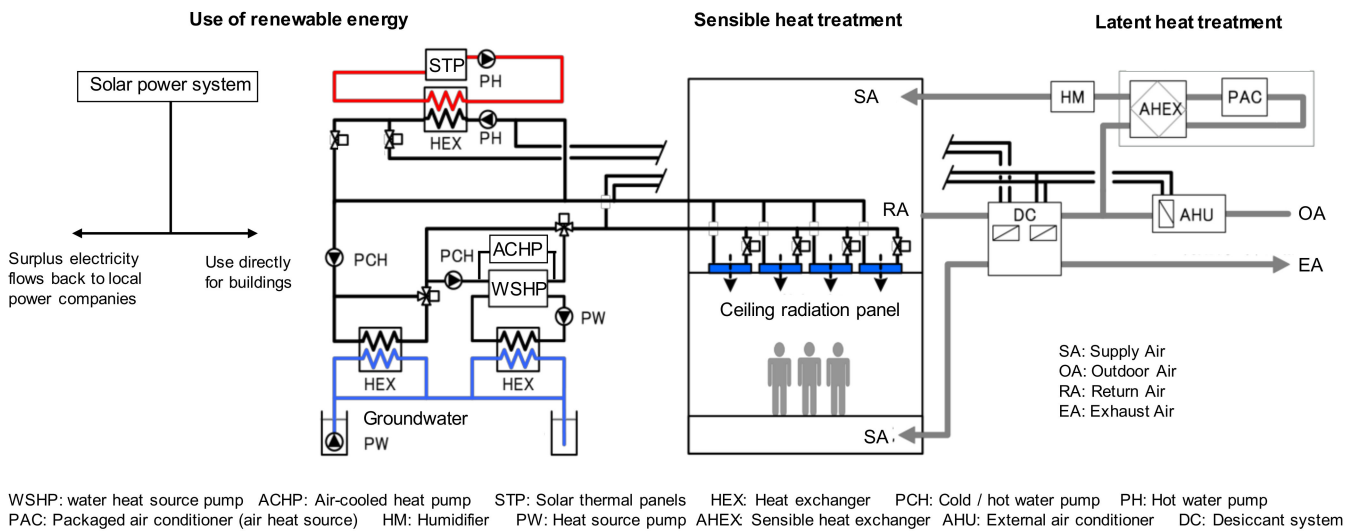 Use of renewable energy
Sensible heat treatment
Latent heat treatment
Solar power system
STP
PH
HEX
PH
SA
HM
AHEX
PAC
RA
DC
AHU
OA
EA
Surplus electricity
flows back to local
power companies
Use directly
for buildings
PCH
PCH
ACHP
WSHP
PW
HEX
HEX
Groundwater
PW
Ceiling radiation panel
SA
SA: Supply Air
OA: Outdoor Air
RA: Return Air
EA: Exhaust Air
WSHP: water heat source pump ACHP: Air-cooled heat pump STP: Solar thermal panels HEX: Heat exchanger PCH: Cold / hot water pump PH: Hot water pump
PAC: Packaged air conditioner (air heat source) HM: Humidifier PW: Heat source pump AHEX: Sensible heat exchanger AHU: External air conditioner DC: Desiccant system